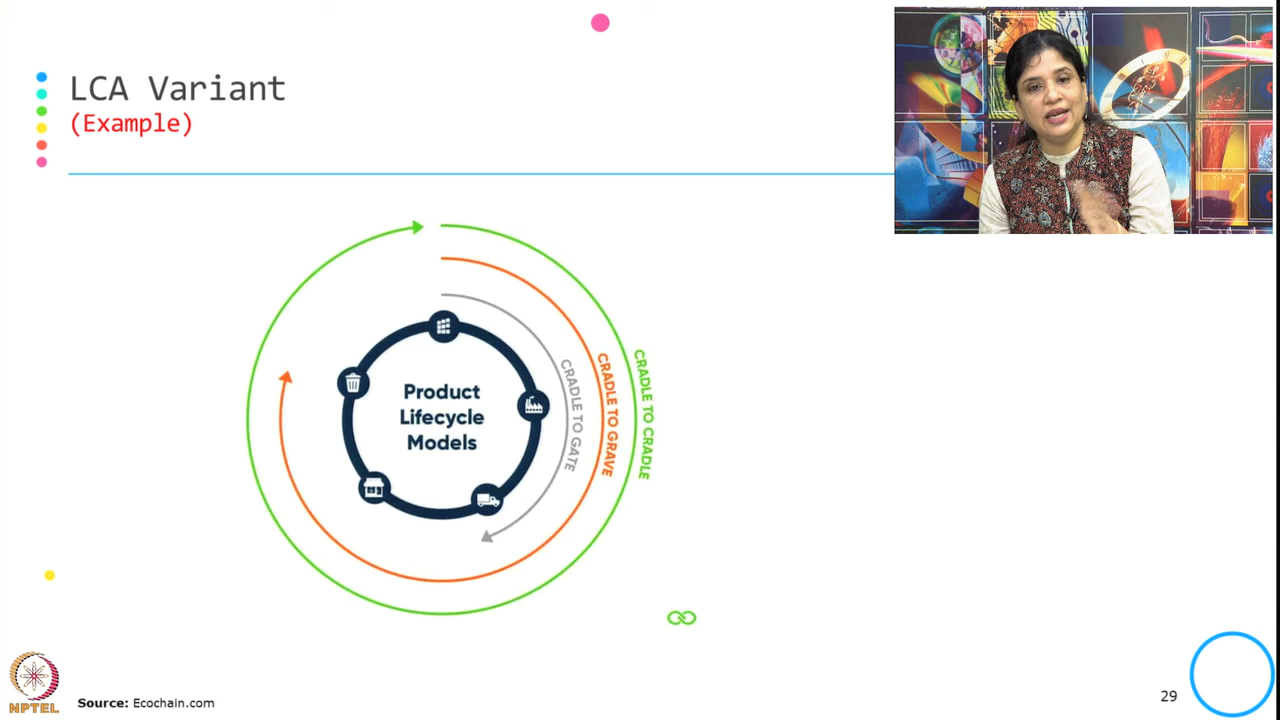 LCA Variant
(Example)
Product
Lifecycle
Models
CRADLE TO GATE
CRADLE TO GRAVE
CRADLE TO CRADLE
NPTEL
Source: Ecochain.com
29